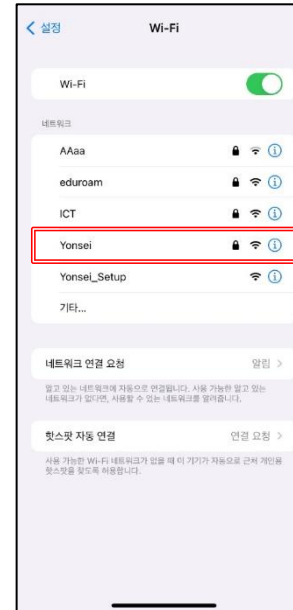 설정
Wi-Fi
Wi-Fi
네트워크
AAaa
eduroam
ICT
Yonsei
Yonsei_Setup
기타...
네트워크 연결 요청 알림
알고 있는 네트워크에 자동으로 연결됩니다. 사용 가능한 알고 있는
네트워크가 없다면, 사용할 수 있는 네트워크를 알려줍니다.
핫스팟 자동 연결 연결 요청
사용 가능한 Wi-Fi 네트워크가 없을 때 이 기기가 자동으로 근처 개인용
핫스팟을 찾도록 허용합니다.